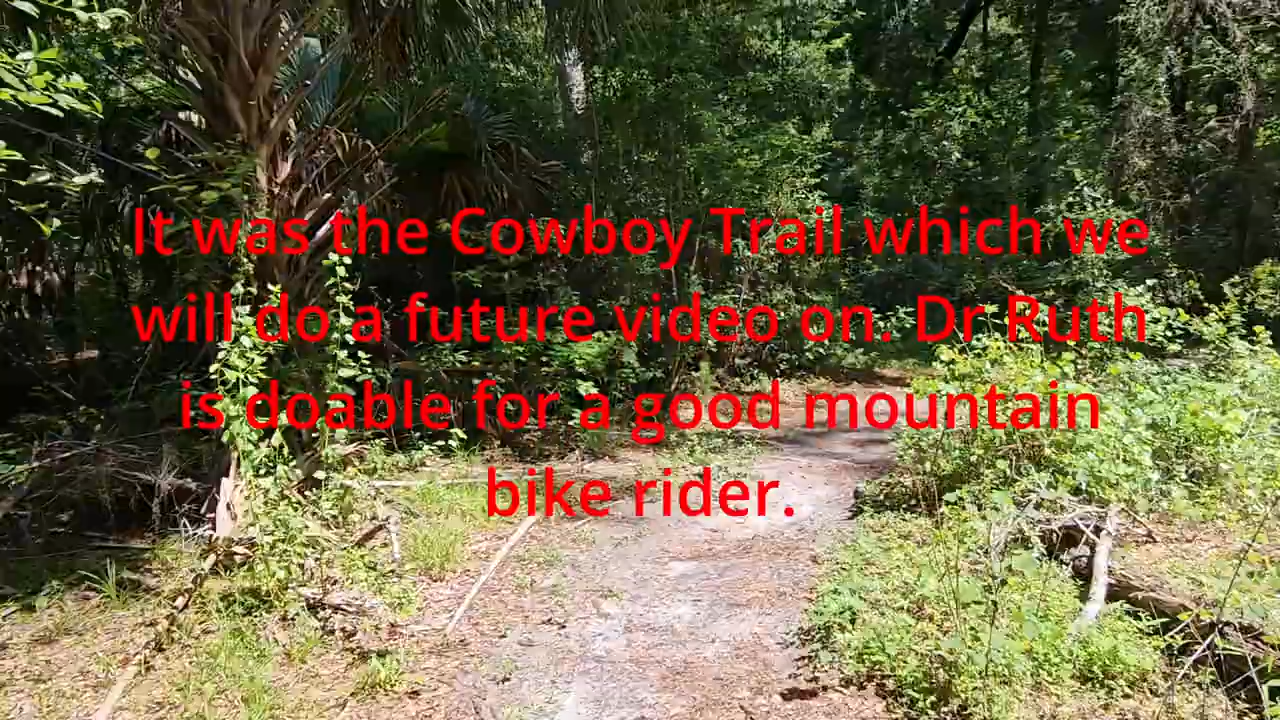 It was the Cowboy Trail which we
will do a future video on. Dr Ruth
is doable for a good mountain
bike rider.